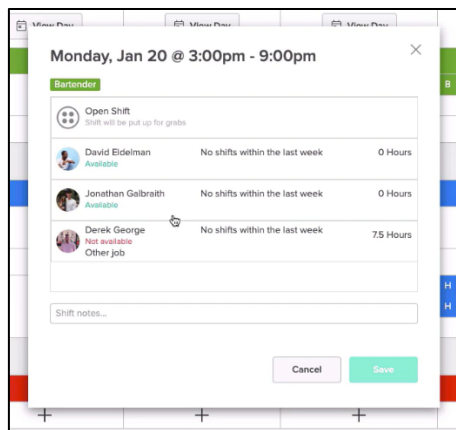 View Day View Day View Day
Monday, Jan 20 @ 3:00pm - 9:00pm
Bartender
B
Open Shift
Shift will be put up for grabs
David Eldelman No shifts within the last week 0 Hours
Available
Jonathan Galbraith No shifts within the last week 0 Hours
Available
Derek George No shifts within the last week 7.5 Hours
Not available
Other job
H
H
Shift notes...
Cancel Save